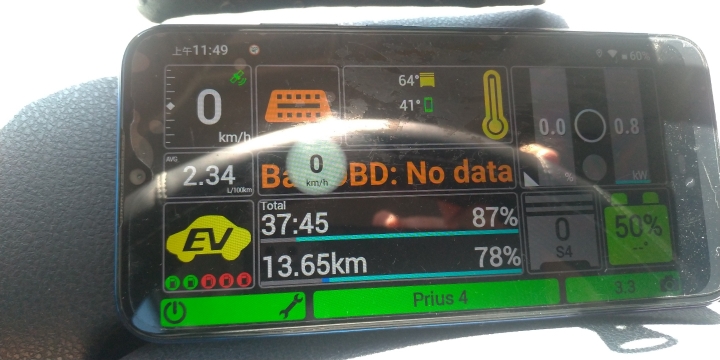 上午11:49
60%
0
km/h
64°
41°
0.0
0.8
%
kW
AVG
2.34
L/100km
0
km/h
BD: No data
EV
Total
37:45
87%
13.65km
78%
0
S4
50%
--°
Prius 4
3.3